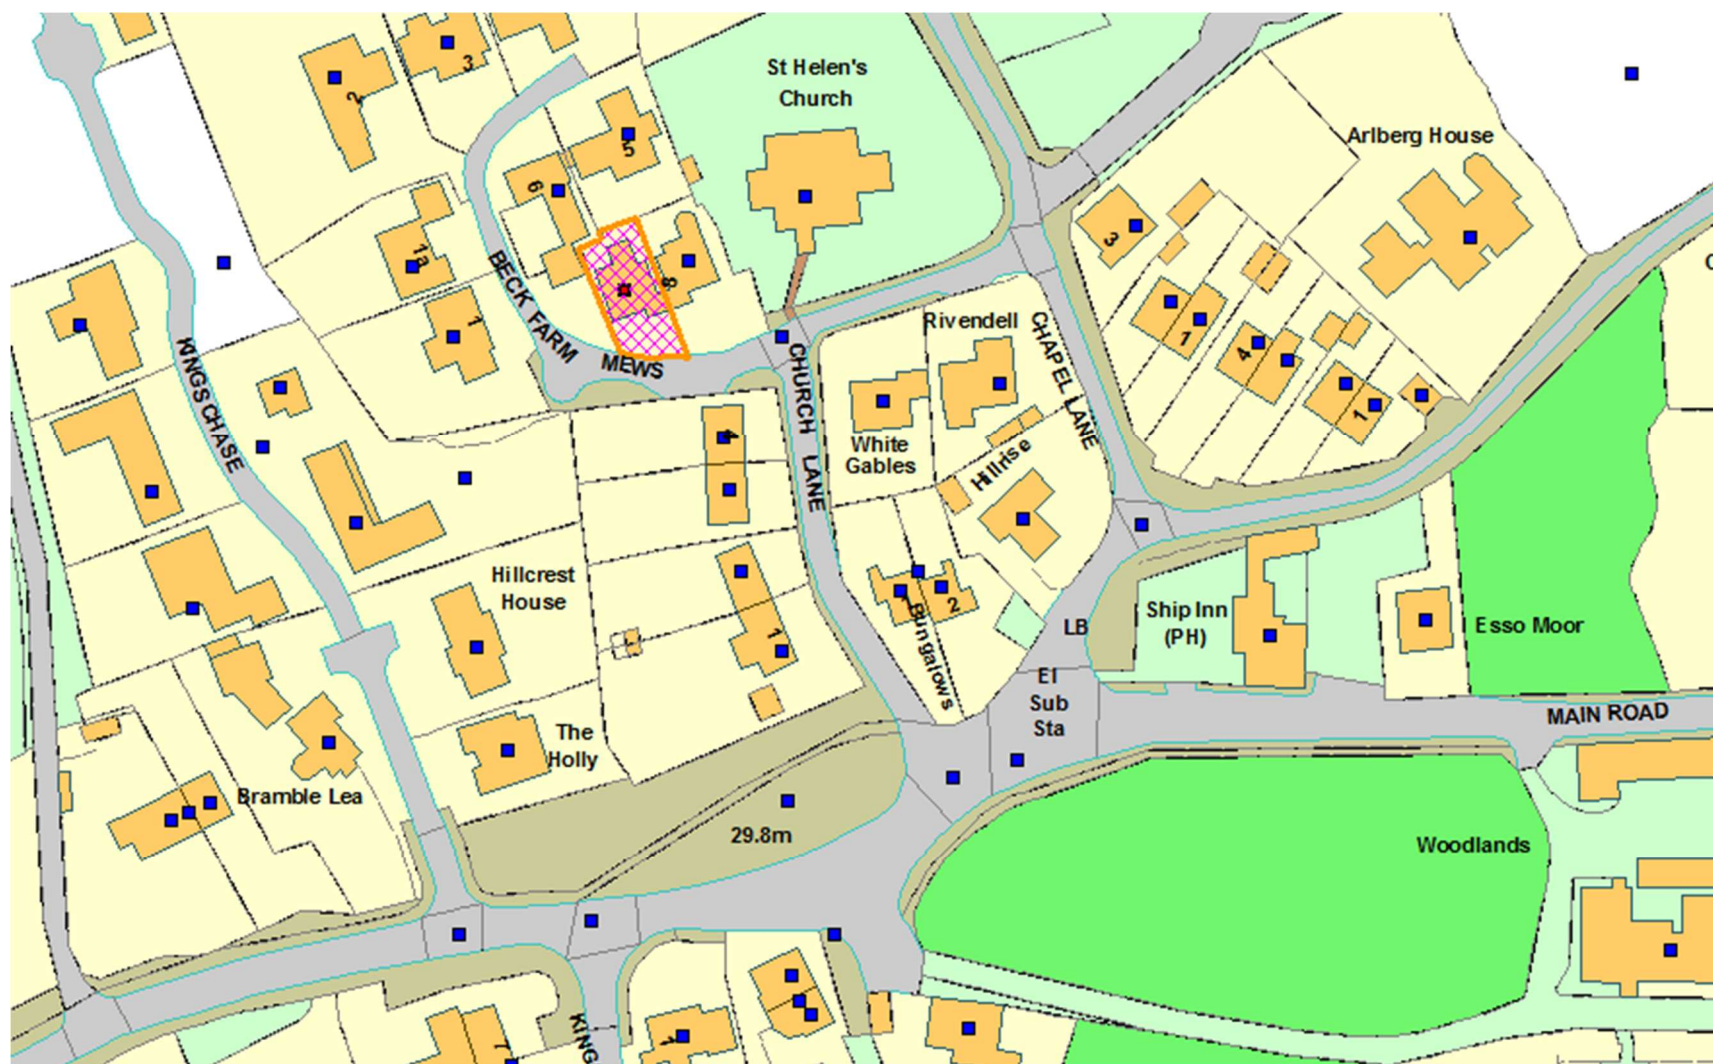 3
2
St Helen's
Church
5
Arlberg House
6
3
1a
8
BECK FARM
MEWS
1
Rivendell
CHAPEL LANE
1
4
1
KINGS CHASE
CHURCH LANE
4
White
Gables
Hillrise
Hillcrest
House
1
Bungalows
2
LB
Ship Inn
(PH)
Esso Moor
El
Sub
Sta
MAIN ROAD
The
Holly
Bramble Lea
29.8m
Woodlands
KING
1
7